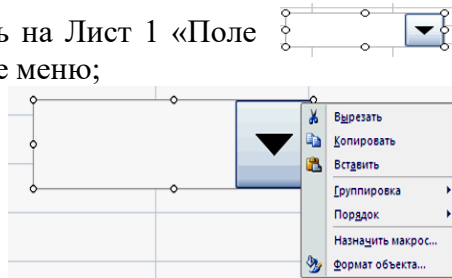 ь на Лист 1 «Поле
е меню;
Вырезать
Копировать
Вставить
Группировка
Порядок
Назначить макрос...
Формат объекта...